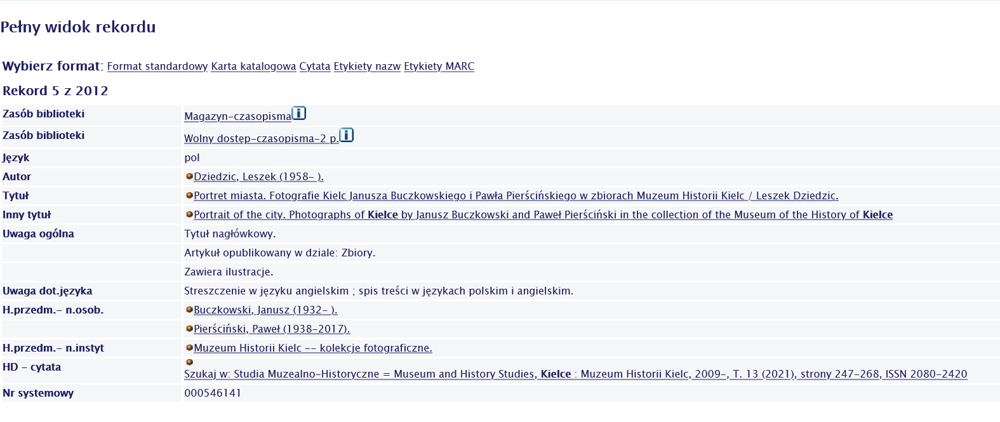 Pełny widok rekordu
Wybierz format: Format standardowy Karta katalogowa Cytata Etykiety nazw Etykiety MARC
Rekord 5 z 2012
Zasób biblioteki Magazyn-czasopisma
Zasób biblioteki Wolny dostęp-czasopisma-2 p.
Język pol
Autor Dziedzic, Leszek (1958- ).
Tytuł Portret miasta. Fotografie Kielc Janusza Buczkowskiego i Pawła Pierścińskiego w zbiorach Muzeum Historii Kielc / Leszek Dziedzic.
Inny tytuł Portrait of the city. Photographs of Kielce by Janusz Buczkowski and Paweł Pierściński in the collection of the Museum of the History of Kielce
Uwaga ogólna Tytuł nagłówkowy.
Artykuł opublikowany w dziale: Zbiory.
Zawiera ilustracje.
Uwaga dot.języka Streszczenie w języku angielskim ; spis treści w językach polskim i angielskim.
H.przedm.- n.osob. Buczkowski, Janusz (1932- ).
Pierściński, Paweł (1938-2017).
H.przedm.- n.instyt Muzeum Historii Kielc -- kolekcje fotograficzne.
HD - cytata Szukaj w: Studia Muzealno-Historyczne = Museum and History Studies, Kielce : Muzeum Historii Kielc, 2009-, T. 13 (2021), strony 247-268, ISSN 2080-2420
Nr systemowy 000546141